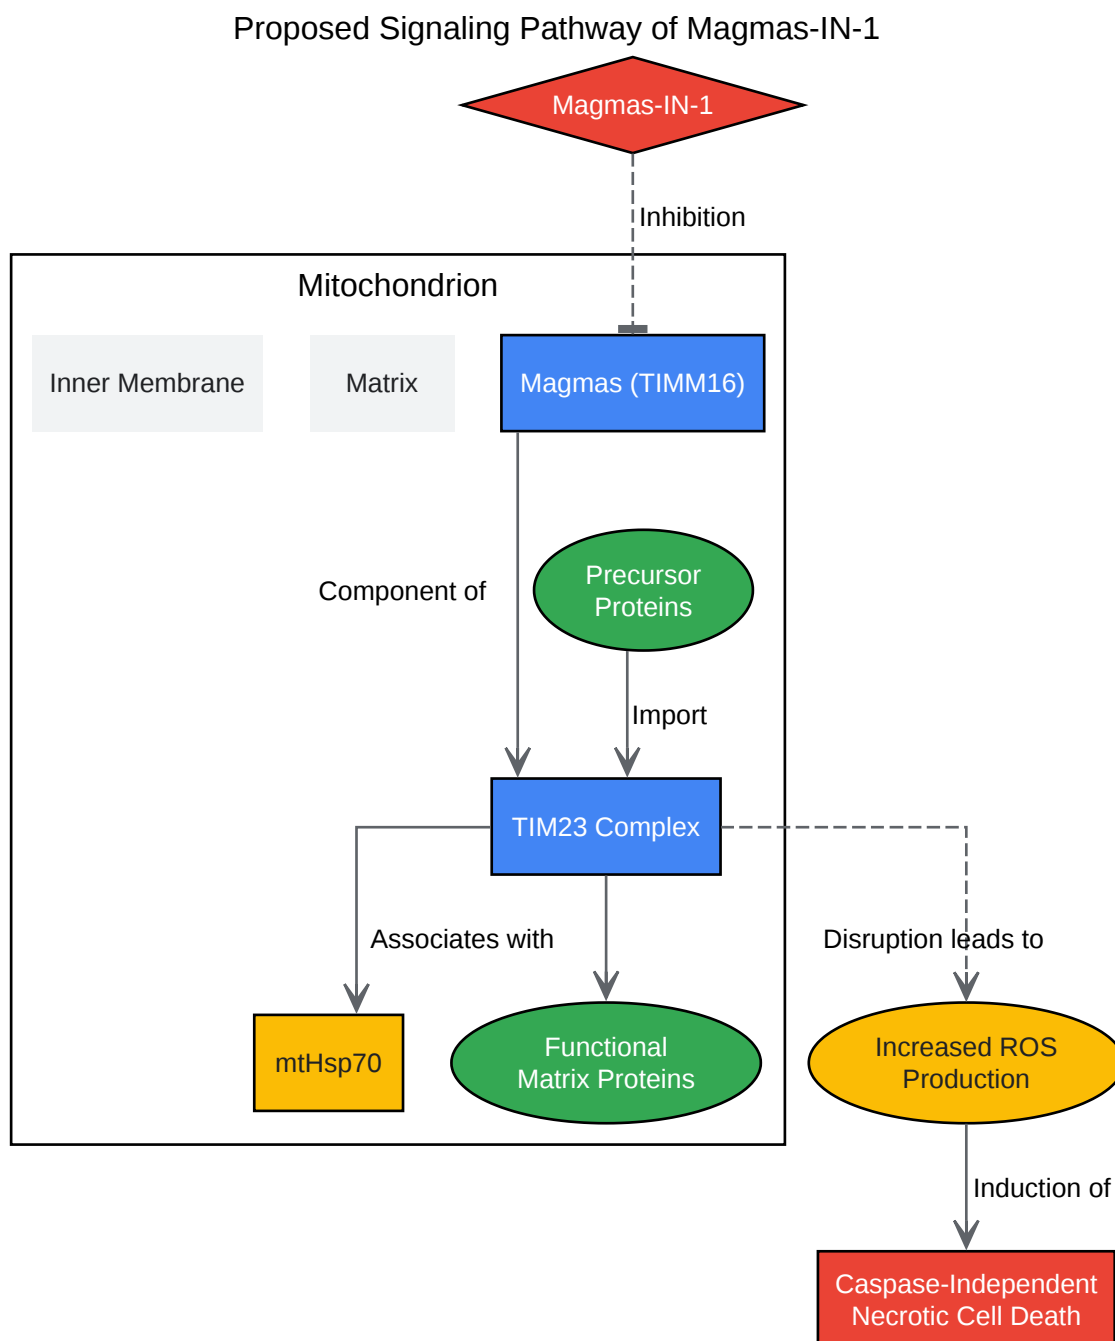 Proposed Signaling Pathway of Magmas-IN-1
Magmas-IN-1
Inhibition
Mitochondrion
Inner Membrane
Matrix
Magmas (TIMM16)
Precursor
Proteins
Component of
Import
TIM23 Complex
Associates with
Disruption leads to
mtHsp70
Functional
Matrix Proteins
Increased ROS
Production
Induction of
Caspase-Independent
Necrotic Cell Death